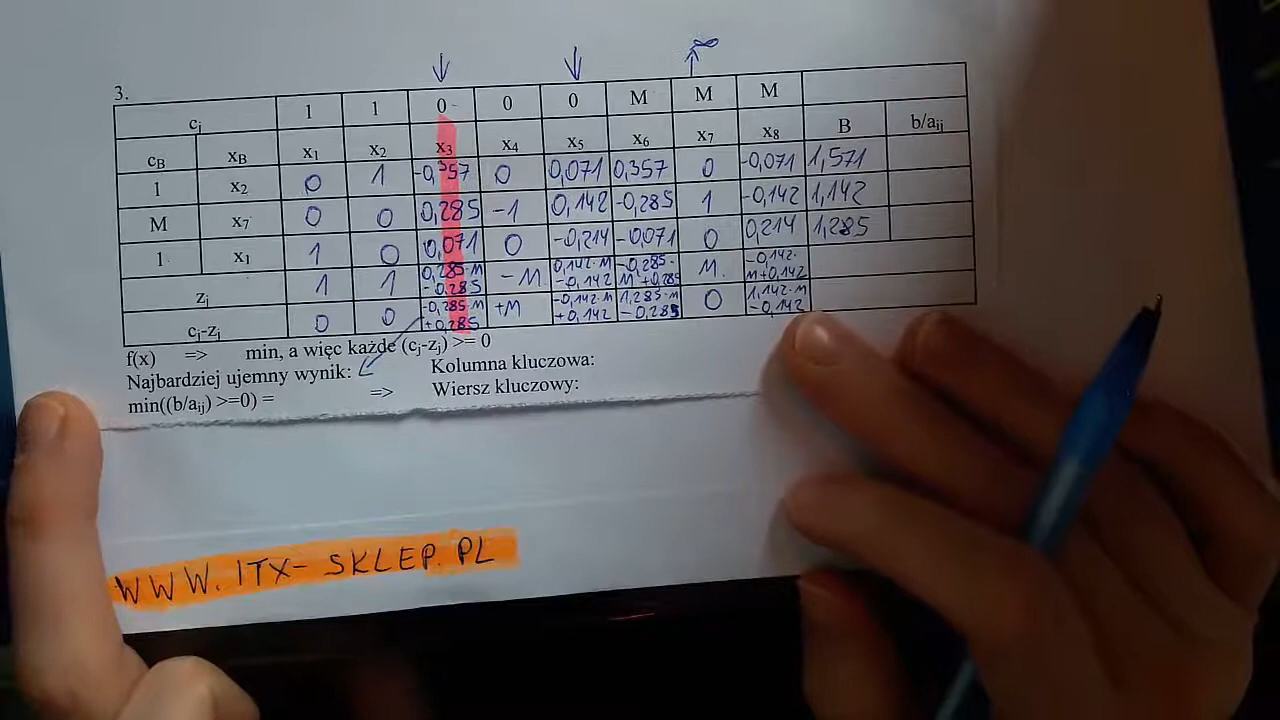 ∞
3.
cj 1 1 0 0 0 M M M
cB xB x1 x2 x3 x4 x5 x6 x7 x8 B b/aij
1 x2 0 1 -0,357 0 0,071 0,357 0 -0,071 1,571
M x7 0 0 0,285 -1 0,142 -0,285 1 -0,142 1,142
1 x1 1 0 0,071 0 -0,214 -0,071 0 0,214 1,285
zj 1 1 0,285·M -0,285 -M 0,142·M -0,142 -0,285·M+0,285 M -0,142·M+0,142
cj-zj 0 0 -0,285·M +0,285 +M -0,142·M +0,142 1,285·M -0,285 0 1,142·M -0,142
f(x) => min, a więc każde (cj-zj) >= 0
Najbardziej ujemny wynik: Kolumna kluczowa:
min((b/aij) >=0) = => Wiersz kluczowy:
WWW.ITX-SKLEP.PL